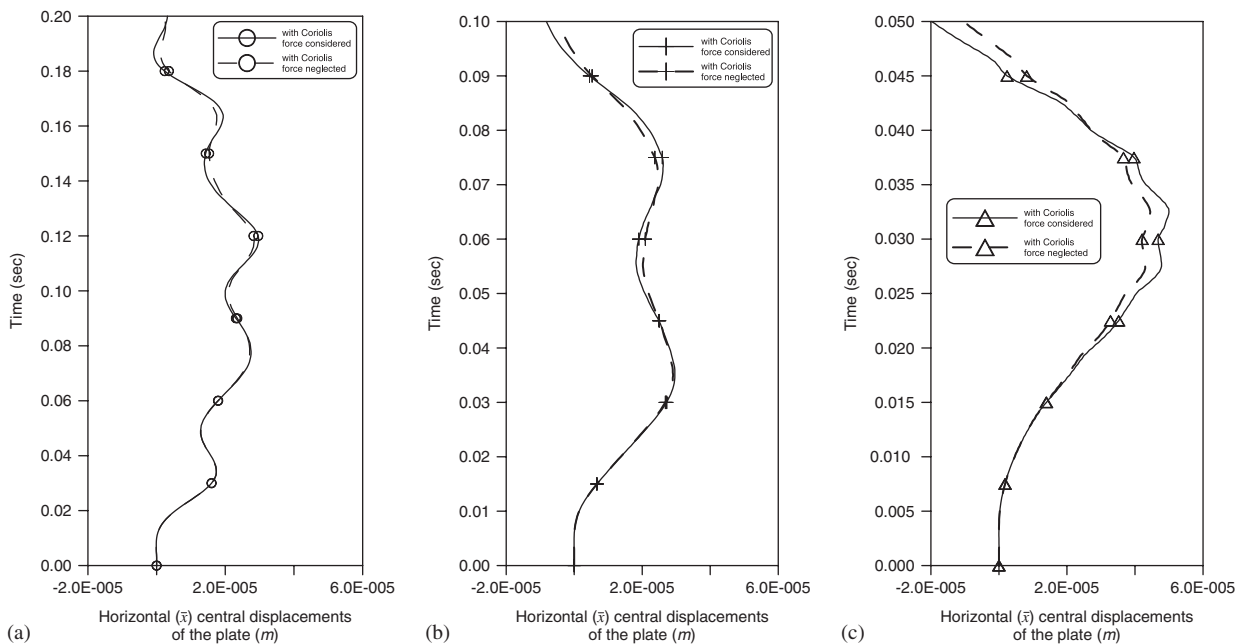 0.20
0.18
0.16
0.14
0.12
0.10
0.08
0.06
0.04
0.02
0.00
Time (sec)
with Coriolis
force considered
with Coriolis
force neglected
-2.0E-005
2.0E-005
6.0E-005
Horizontal (x̄) central displacements
of the plate (m)
(a)
0.10
0.09
0.08
0.07
0.06
0.05
0.04
0.03
0.02
0.01
0.00
Time (sec)
with Coriolis
force considered
with Coriolis
force neglected
-2.0E-005
2.0E-005
6.0E-005
Horizontal (x̄) central displacements
of the plate (m)
(b)
0.050
0.045
0.040
0.035
0.030
0.025
0.020
0.015
0.010
0.005
0.000
Time (sec)
with Coriolis
force considered
with Coriolis
force neglected
-2.0E-005
2.0E-005
6.0E-005
Horizontal (x̄) central displacements
of the plate (m)
(c)